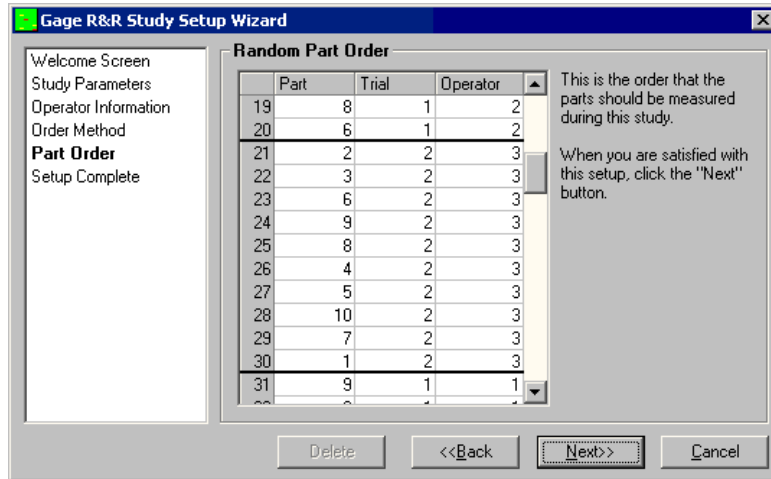 Gage R&R Study Setup Wizard
Welcome Screen
Study Parameters
Operator Information
Order Method
Part Order
Setup Complete
Random Part Order
Part Trial Operator
19 8 1 2
20 6 1 2
21 2 2 3
22 3 2 3
23 6 2 3
24 9 2 3
25 8 2 3
26 4 2 3
27 5 2 3
28 10 2 3
29 7 2 3
30 1 2 3
31 9 1 1
This is the order that the
parts should be measured
during this study.
When you are satisfied with
this setup, click the "Next"
button.
Delete <<Back Next>> Cancel